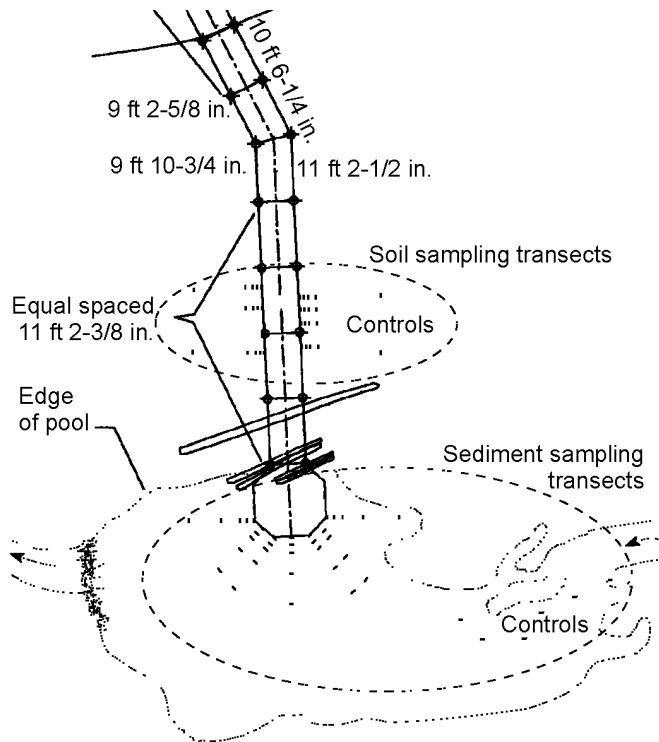 10 ft 6-1/4 in.
9 ft 2-5/8 in.
9 ft 10-3/4 in.
11 ft 2-1/2 in.
Soil sampling transects
Equal spaced
11 ft 2-3/8 in.
Controls
Edge
of pool
Sediment sampling
transects
Controls